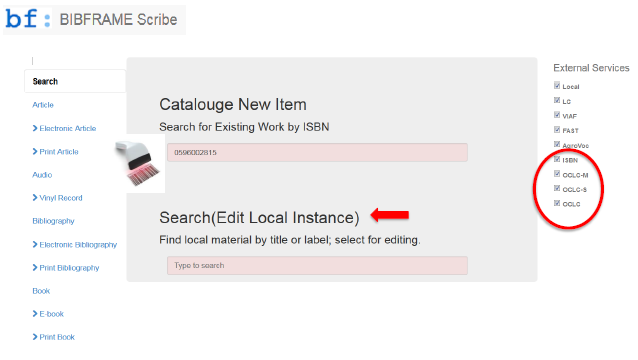 bf: BIBFRAME Scribe
Search
Article
Electronic Article
Print Article
Audio
Vinyl Record
Bibliography
Electronic Bibliography
Print Bibliography
Book
E-book
Print Book
Catalouge New Item
Search for Existing Work by ISBN
0596002815
Search(Edit Local Instance)
Find local material by title or label; select for editing.
Type to search
External Services
Local
LC
VIAF
FAST
AgroVoc
ISBN
OCLC-M
OCLC-S
OCLC